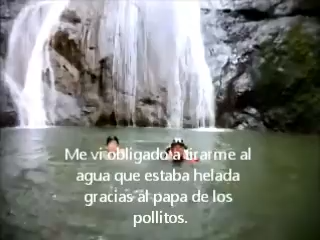 Me vi obligado a tirarme al
agua que estaba helada
gracias al papa de los
pollitos.